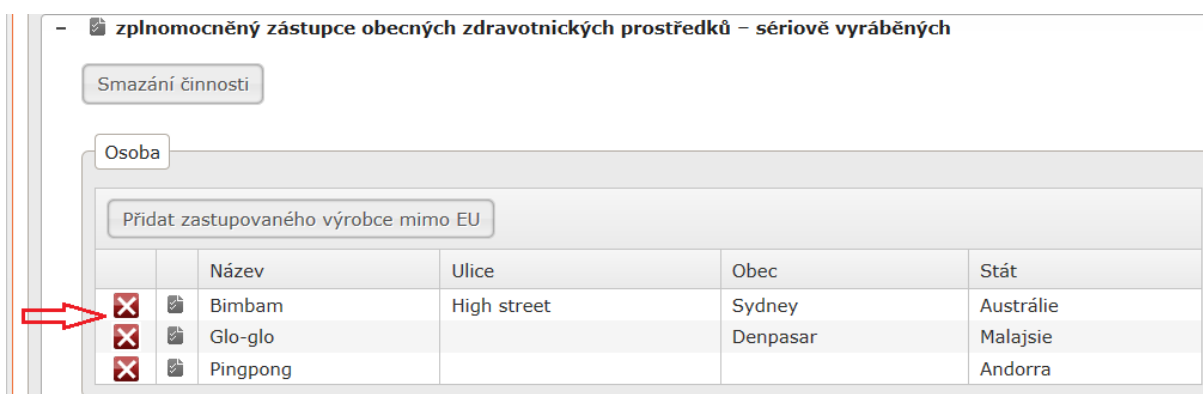 – zplnomocněný zástupce obecných zdravotnických prostředků – sériově vyráběných
Smazání činnosti
Osoba
Přidat zastupovaného výrobce mimo EU
Název Ulice Obec Stát
Bimbam High street Sydney Austrálie
Glo-glo Denpasar Malajsie
Pingpong Andorra